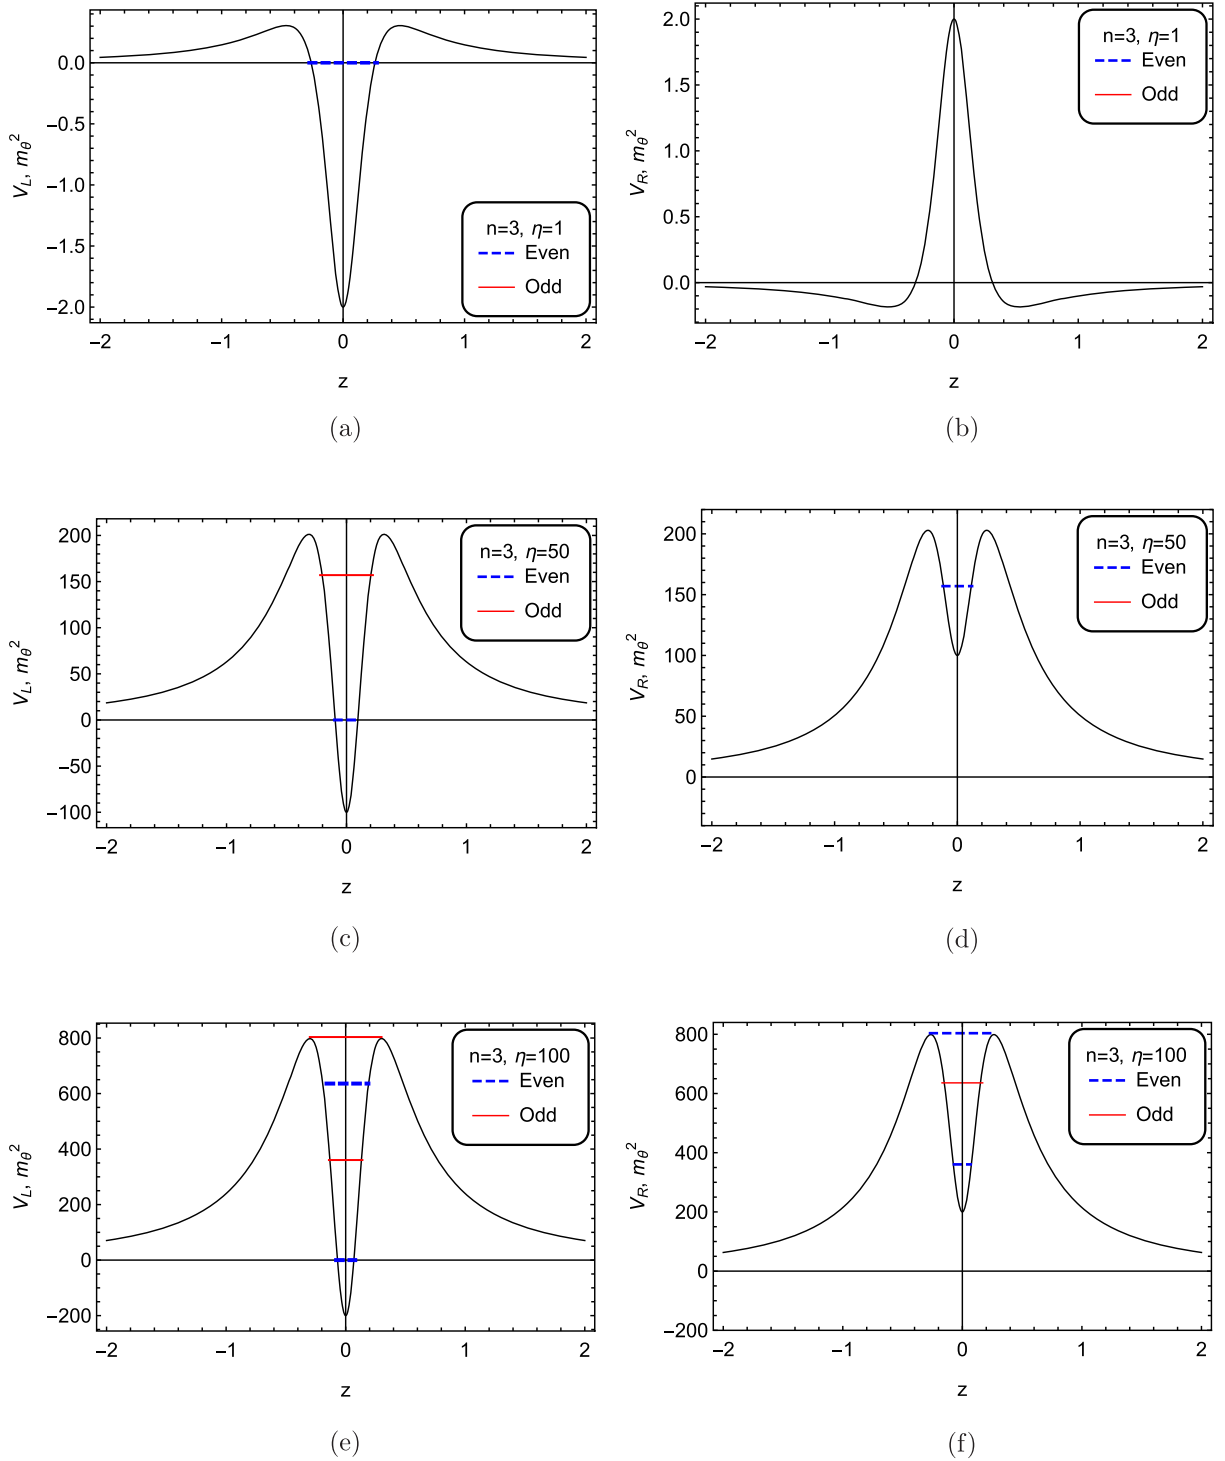 0.0
−0.5
−1.0
−1.5
−2.0
V_L, m_θ^2
n=3, η=1
Even
Odd
−2 −1 0 1 2
z
(a)
2.0
1.5
1.0
0.5
0.0
V_R, m_θ^2
n=3, η=1
Even
Odd
−2 −1 0 1 2
z
(b)
200
150
100
50
0
−50
−100
V_L, m_θ^2
n=3, η=50
Even
Odd
−2 −1 0 1 2
z
(c)
200
150
100
50
0
V_R, m_θ^2
n=3, η=50
Even
Odd
−2 −1 0 1 2
z
(d)
800
600
400
200
0
−200
V_L, m_θ^2
n=3, η=100
Even
Odd
−2 −1 0 1 2
z
(e)
800
600
400
200
0
−200
V_R, m_θ^2
n=3, η=100
Even
Odd
−2 −1 0 1 2
z
(f)